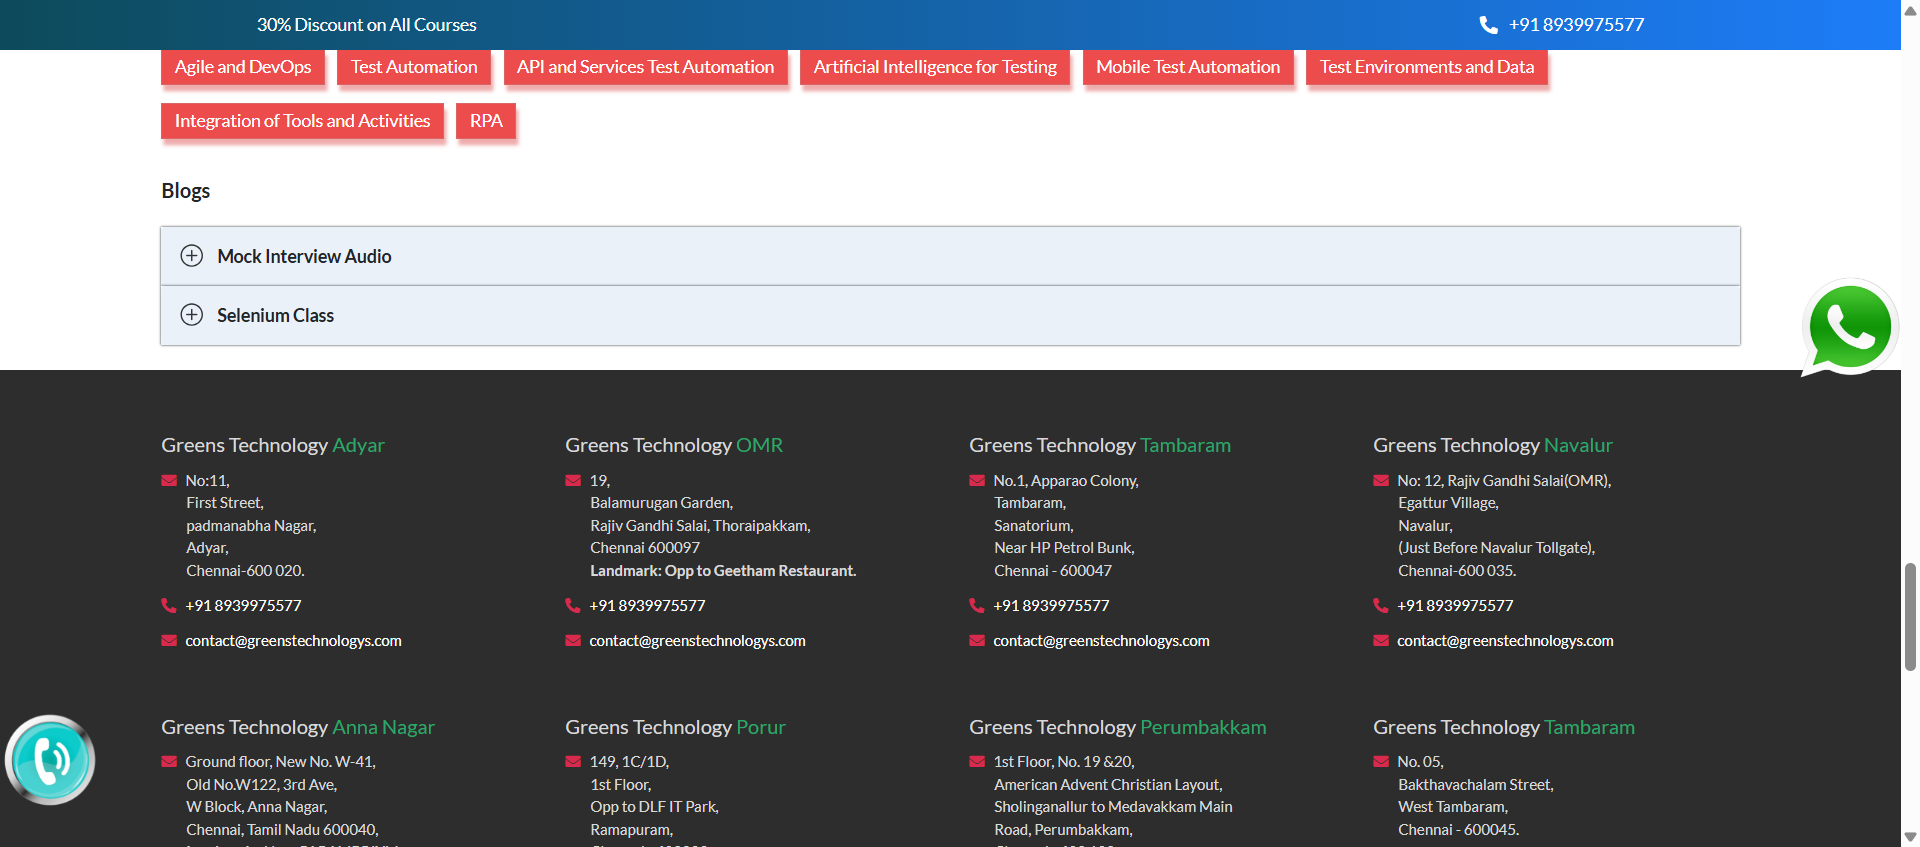 30% Discount on All Courses
+91 8939975577
Agile and DevOps
Test Automation
API and Services Test Automation
Artificial Intelligence for Testing
Mobile Test Automation
Test Environments and Data
Integration of Tools and Activities
RPA
Blogs
Mock Interview Audio
Selenium Class
Greens Technology Adyar
No:11,
First Street,
padmanabha Nagar,
Adyar,
Chennai-600 020.
+91 8939975577
contact@greenstechnologys.com
Greens Technology OMR
19,
Balamurugan Garden,
Rajiv Gandhi Salai, Thoraipakkam,
Chennai 600097
Landmark: Opp to Geetham Restaurant.
+91 8939975577
contact@greenstechnologys.com
Greens Technology Tambaram
No.1, Apparao Colony,
Tambaram,
Sanatorium,
Near HP Petrol Bunk,
Chennai - 600047
+91 8939975577
contact@greenstechnologys.com
Greens Technology Navalur
No: 12, Rajiv Gandhi Salai(OMR),
Egattur Village,
Navalur,
(Just Before Navalur Tollgate),
Chennai-600 035.
+91 8939975577
contact@greenstechnologys.com
Greens Technology Anna Nagar
Ground floor, New No. W-41,
Old No.W122, 3rd Ave,
W Block, Anna Nagar,
Chennai, Tamil Nadu 600040,
Greens Technology Porur
149, 1C/1D,
1st Floor,
Opp to DLF IT Park,
Ramapuram,
Greens Technology Perumbakkam
1st Floor, No. 19 &20,
American Advent Christian Layout,
Sholinganallur to Medavakkam Main
Road, Perumbakkam,
Greens Technology Tambaram
No. 05,
Bakthavachalam Street,
West Tambaram,
Chennai - 600045.